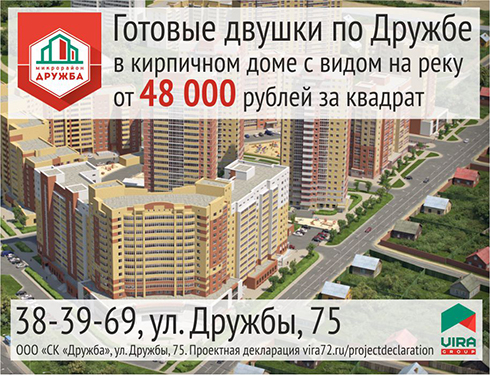 микрорайон
ДРУЖБА
Готовые двушки по Дружбе
в кирпичном доме с видом на реку
от 48 000 рублей за квадрат
38-39-69, ул. Дружбы, 75
ООО «СК «Дружба», ул. Дружбы, 75. Проектная декларация vira72.ru/projectdeclaration
VIRA
GROUP